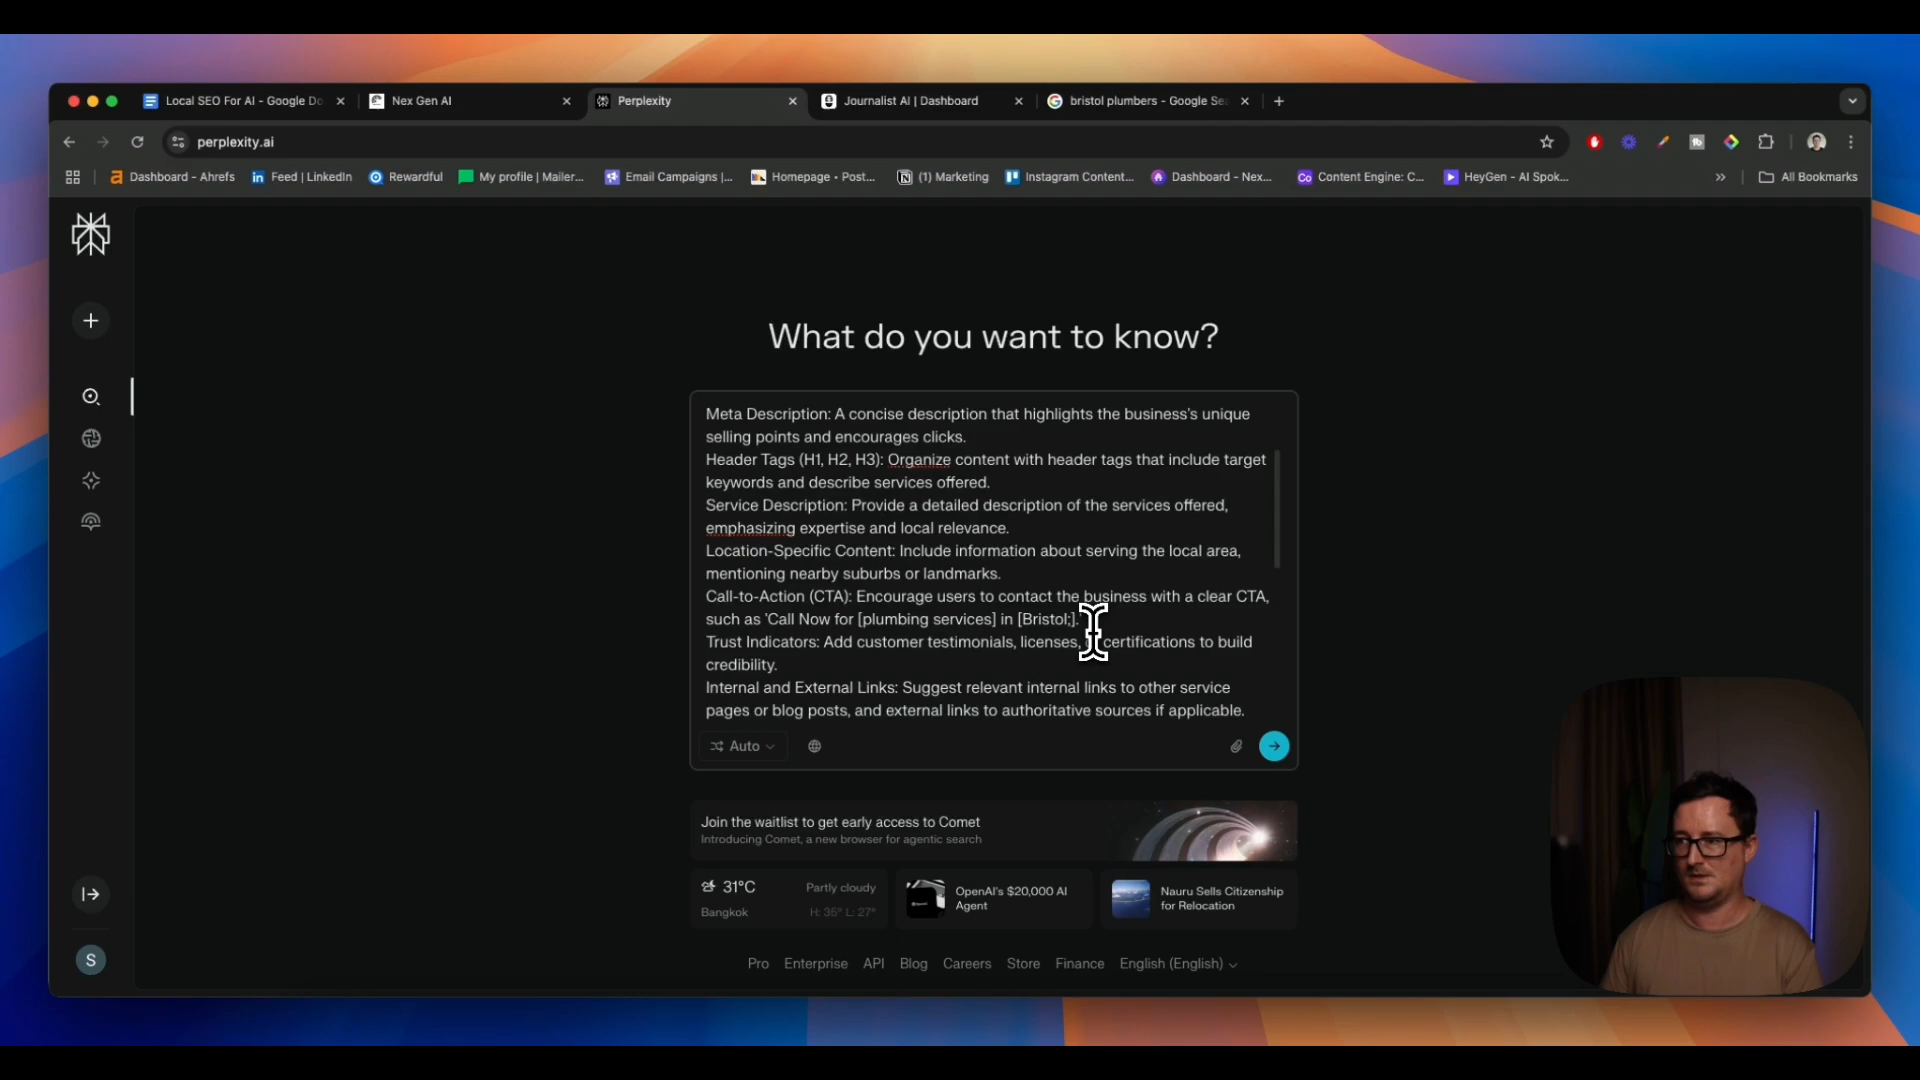 Local SEO For AI - Google Do
Nex Gen AI
Perplexity
Journalist AI | Dashboard
bristol plumbers - Google Se
perplexity.ai
Dashboard - Ahrefs
Feed | LinkedIn
Rewardful
My profile | Mailer...
Email Campaigns |...
Homepage • Post...
(1) Marketing
Instagram Content...
Dashboard - Nex...
Content Engine: C...
HeyGen - AI Spok...
All Bookmarks
What do you want to know?
Meta Description: A concise description that highlights the business's unique
selling points and encourages clicks.
Header Tags (H1, H2, H3): Organize content with header tags that include target
keywords and describe services offered.
Service Description: Provide a detailed description of the services offered,
emphasizing expertise and local relevance.
Location-Specific Content: Include information about serving the local area,
mentioning nearby suburbs or landmarks.
Call-to-Action (CTA): Encourage users to contact the business with a clear CTA,
such as 'Call Now for [plumbing services] in [Bristol;].
Trust Indicators: Add customer testimonials, licenses, certifications to build
credibility.
Internal and External Links: Suggest relevant internal links to other service
pages or blog posts, and external links to authoritative sources if applicable.
Auto
Join the waitlist to get early access to Comet
Introducing Comet, a new browser for agentic search
31°C
Partly cloudy
Bangkok
H: 35° L: 27°
OpenAI's $20,000 AI
Agent
Nauru Sells Citizenship
for Relocation
S
Pro Enterprise API Blog Careers Store Finance English (English)